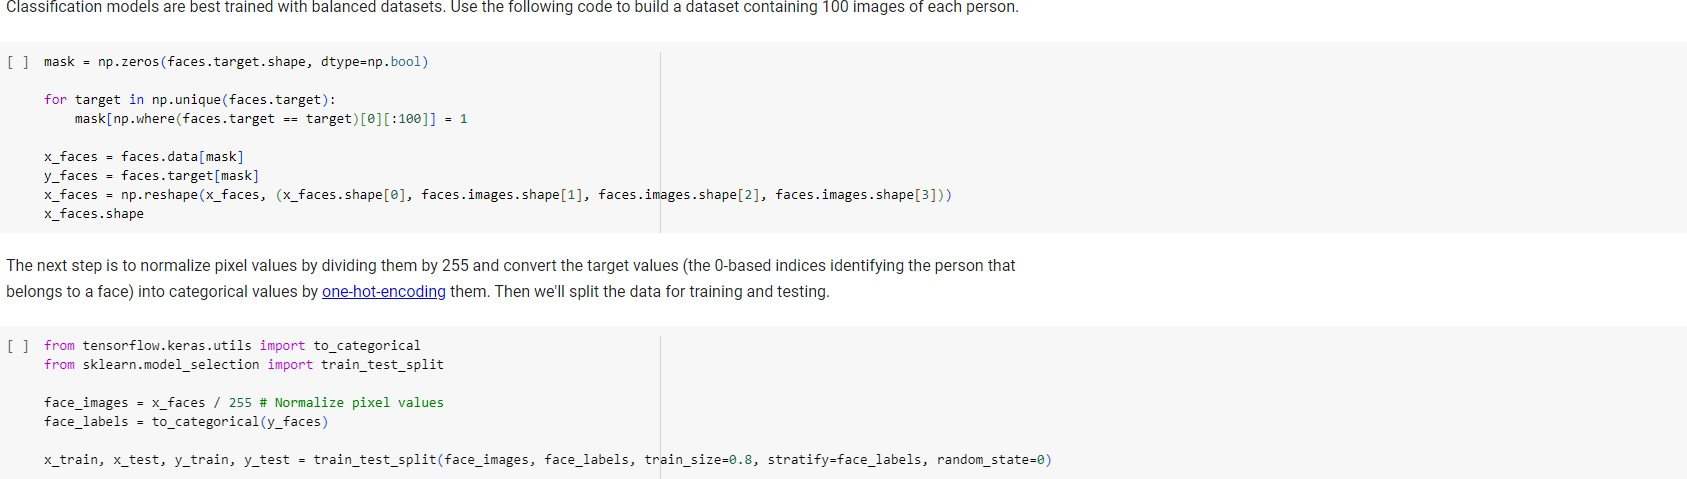 Classification models are best trained with balanced datasets. Use the following code to build a dataset containing 100 images of each person.
[ ] mask = np.zeros(faces.target.shape, dtype=np.bool)
for target in np.unique(faces.target):
    mask[np.where(faces.target == target)[0][:100]] = 1
x_faces = faces.data[mask]
y_faces = faces.target[mask]
x_faces = np.reshape(x_faces, (x_faces.shape[0], faces.images.shape[1], faces.images.shape[2], faces.images.shape[3]))
x_faces.shape
The next step is to normalize pixel values by dividing them by 255 and convert the target values (the 0-based indices identifying the person that
belongs to a face) into categorical values by one-hot-encoding them. Then we'll split the data for training and testing.
[ ] from tensorflow.keras.utils import to_categorical
from sklearn.model_selection import train_test_split
face_images = x_faces / 255 # Normalize pixel values
face_labels = to_categorical(y_faces)
x_train, x_test, y_train, y_test = train_test_split(face_images, face_labels, train_size=0.8, stratify=face_labels, random_state=0)